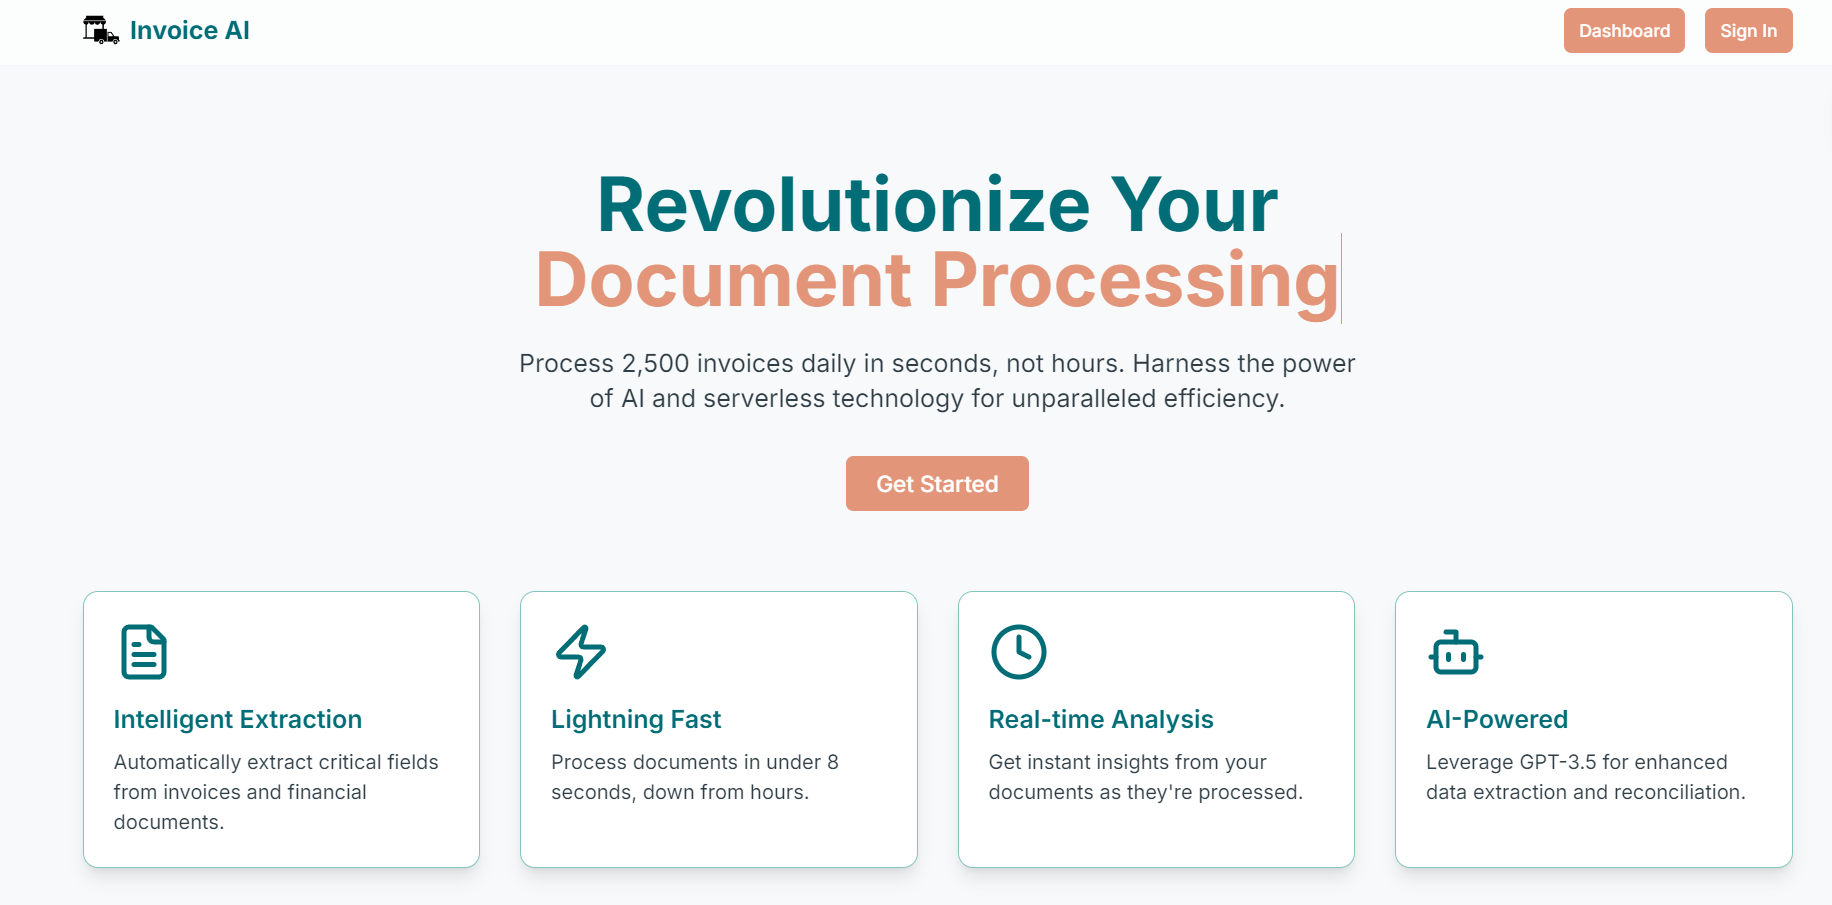 Invoice AI
Dashboard
Sign In
Revolutionize Your
Document Processing
Process 2,500 invoices daily in seconds, not hours. Harness the power
of AI and serverless technology for unparalleled efficiency.
Get Started
Intelligent Extraction
Automatically extract critical fields
from invoices and financial
documents.
Lightning Fast
Process documents in under 8
seconds, down from hours.
Real-time Analysis
Get instant insights from your
documents as they're processed.
AI-Powered
Leverage GPT-3.5 for enhanced
data extraction and reconciliation.